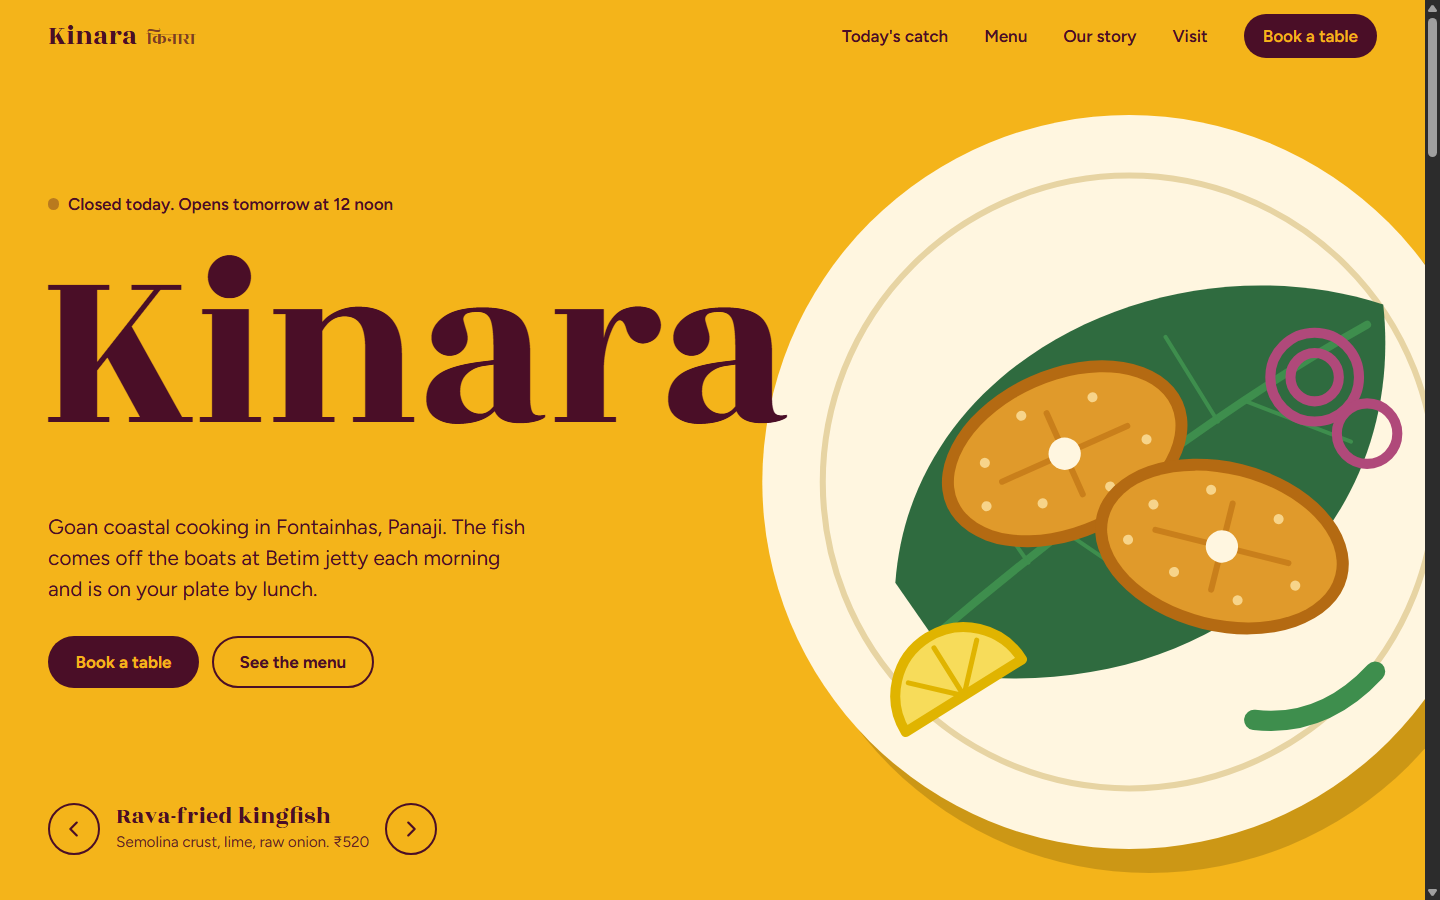 Kinara किनारा
Today's catch
Menu
Our story
Visit
Book a table
Closed today. Opens tomorrow at 12 noon
Kinara
Goan coastal cooking in Fontainhas, Panaji. The fish
comes off the boats at Betim jetty each morning
and is on your plate by lunch.
Book a table
See the menu
Rava-fried kingfish
Semolina crust, lime, raw onion. ₹520